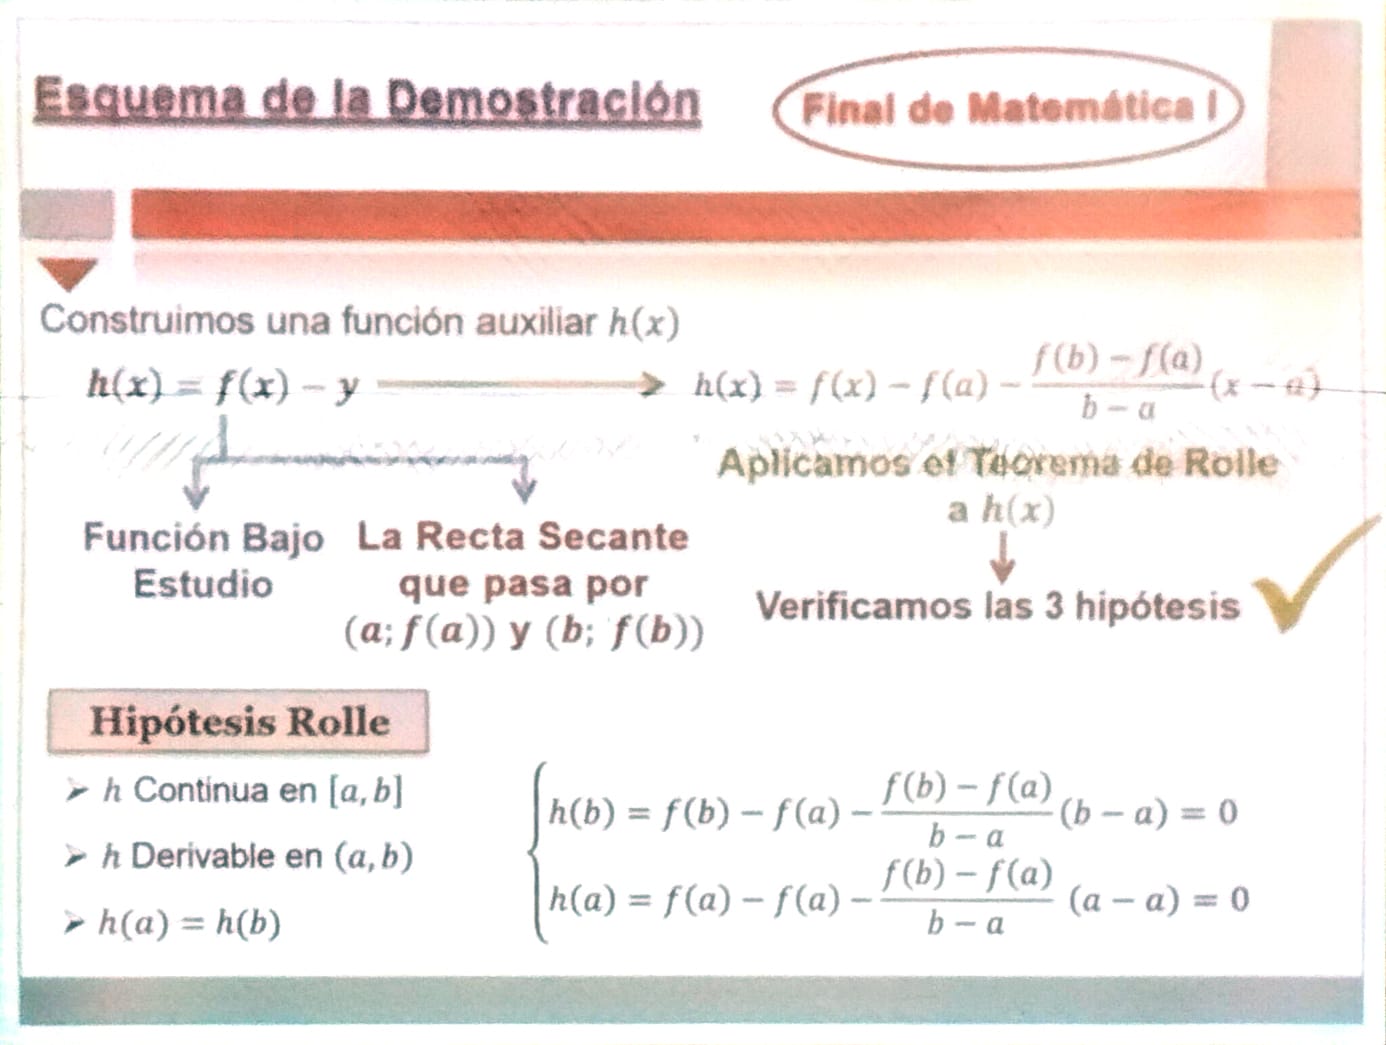 Esquema de la Demostración
Final de Matemática I
Construimos una función auxiliar h(x)
h(x) = f(x) − y
h(x) = f(x) − f(a) − \frac{f(b) − f(a)}{b − a}(x − a)
Función Bajo
Estudio
La Recta Secante
que pasa por
(a; f(a)) y (b; f(b))
Aplicamos el Teorema de Rolle
a h(x)
Verificamos las 3 hipótesis
Hipótesis Rolle
➢ h Continua en [a, b]
➢ h Derivable en (a, b)
➢ h(a) = h(b)
h(b) = f(b) − f(a) − \frac{f(b) − f(a)}{b − a}(b − a) = 0
h(a) = f(a) − f(a) − \frac{f(b) − f(a)}{b − a} (a − a) = 0